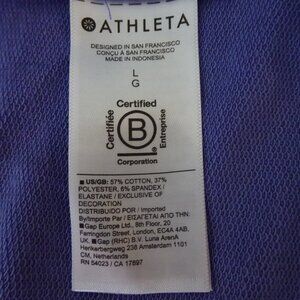 ATHLETA
DESIGNED IN SAN FRANCISCO
CONÇU À SAN FRANCISCO
MADE IN INDONESIA
L
G
Certified
Certifiée
B
Entreprise
Corporation
US/GB: 57% COTTON, 37%
POLYESTER, 6% SPANDEX /
ELASTANE / EXCLUSIVE OF
DECORATION
DISTRIBUIDO POR / Imported
By/Importe Par / ΕΙΣΑΓΕΤΑΙ ΑΠΟ ΤΗΝ:
Gap Europe Ltd., 8th Floor, 20
Farringdon Street, London, EC4A 4AB,
UK. Gap (RHC) B.V. Luna ArenA
Herikerbergweg 238 Amsterdam 1101
CM, Netherlands
RN 54023 / CA 17897